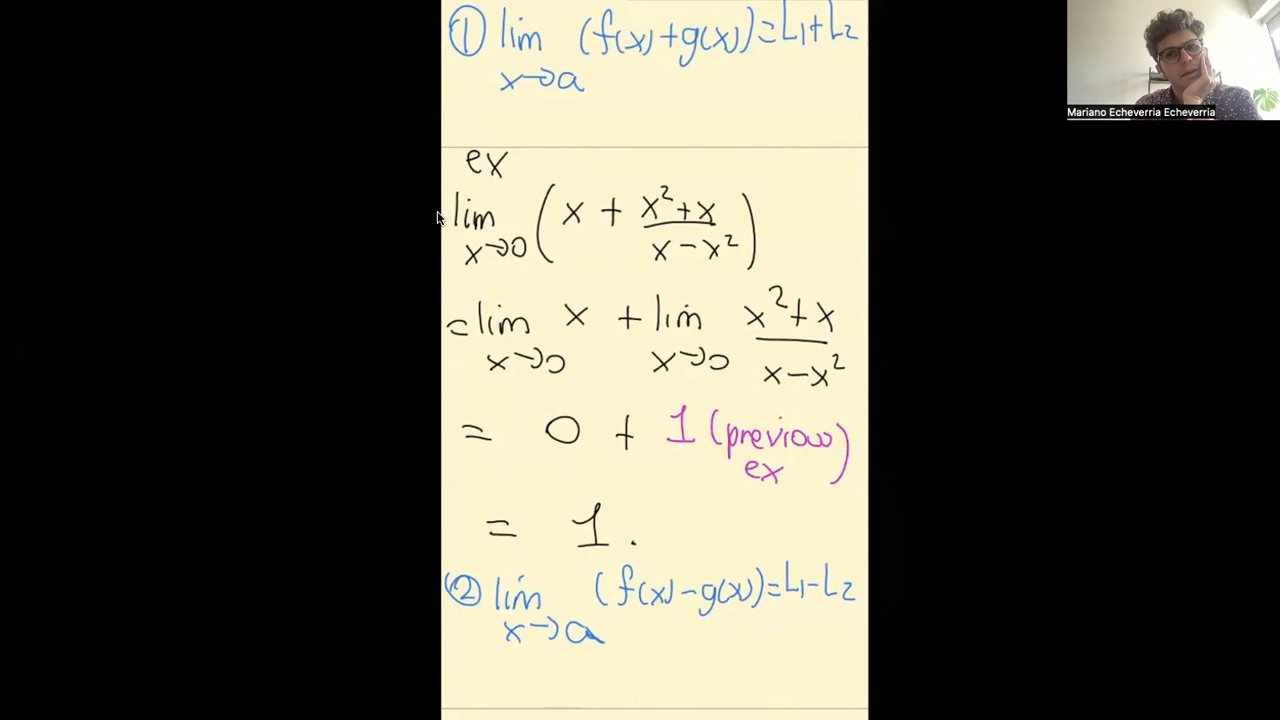 ① lim (f(x)+g(x))=L₁+L₂
x→a
Mariano Echeverria Echeverria
ex
lim (x + x²+x
x→0 x-x²)
=lim x + lim x²+x
x→0 x→0 x-x²
= 0 + 1 (previous
ex)
= 1.
② lim (f(x)-g(x))=L₁-L₂
x→a